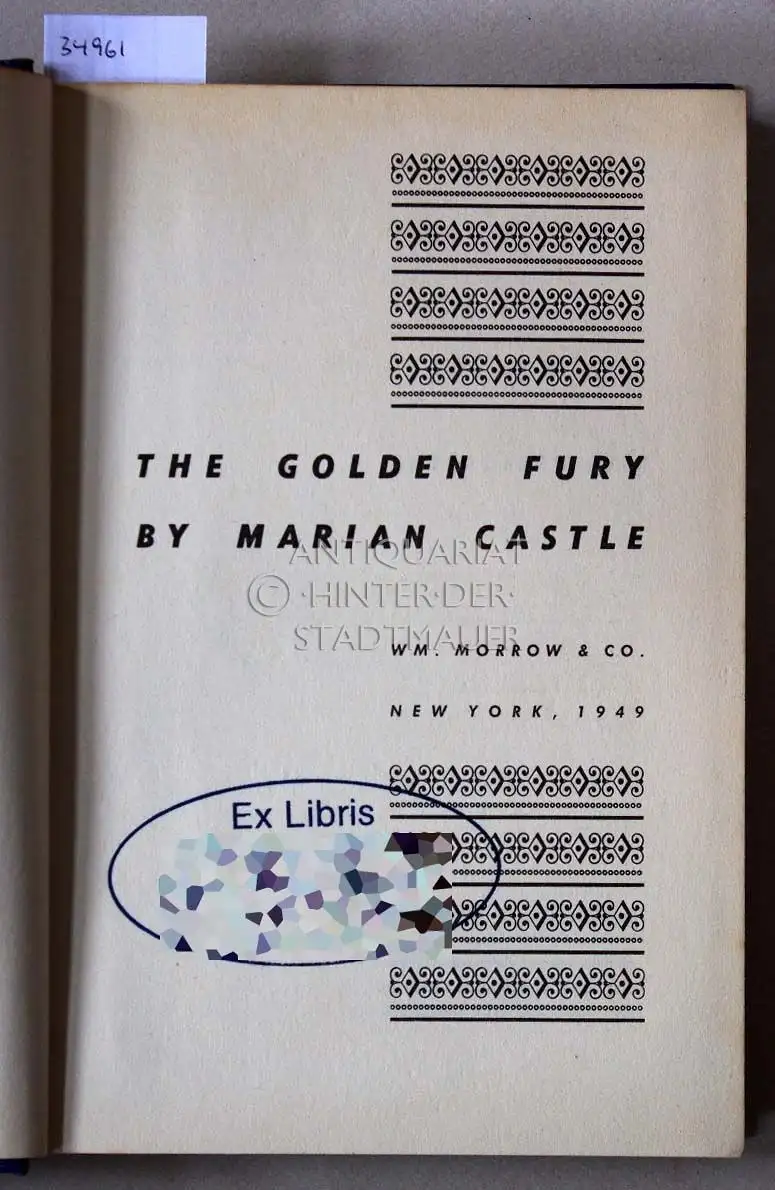 34961
THE GOLDEN FURY
BY MARIAN CASTLE
ANTIQUARIAT
© ·HINTER·DER·
STADTMAUER
WM. MORROW & CO.
NEW YORK, 1949
Ex Libris